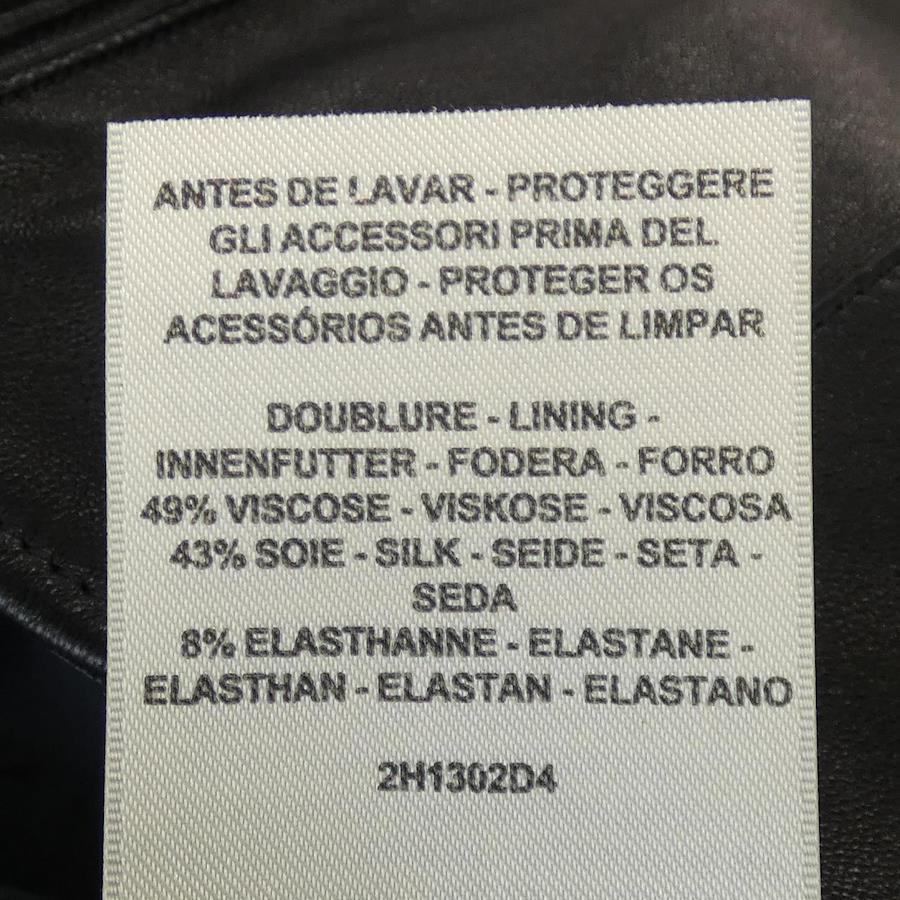 ANTES DE LAVAR - PROTEGGERE
GLI ACCESSORI PRIMA DEL
LAVAGGIO - PROTEGER OS
ACESSÓRIOS ANTES DE LIMPAR
DOUBLURE - LINING -
INNENFUTTER - FODERA - FORRO
49% VISCOSE - VISKOSE - VISCOSA
43% SOIE - SILK - SEIDE - SETA -
SEDA
8% ELASTHANNE - ELASTANE -
ELASTHAN - ELASTAN - ELASTANO
2H1302D4